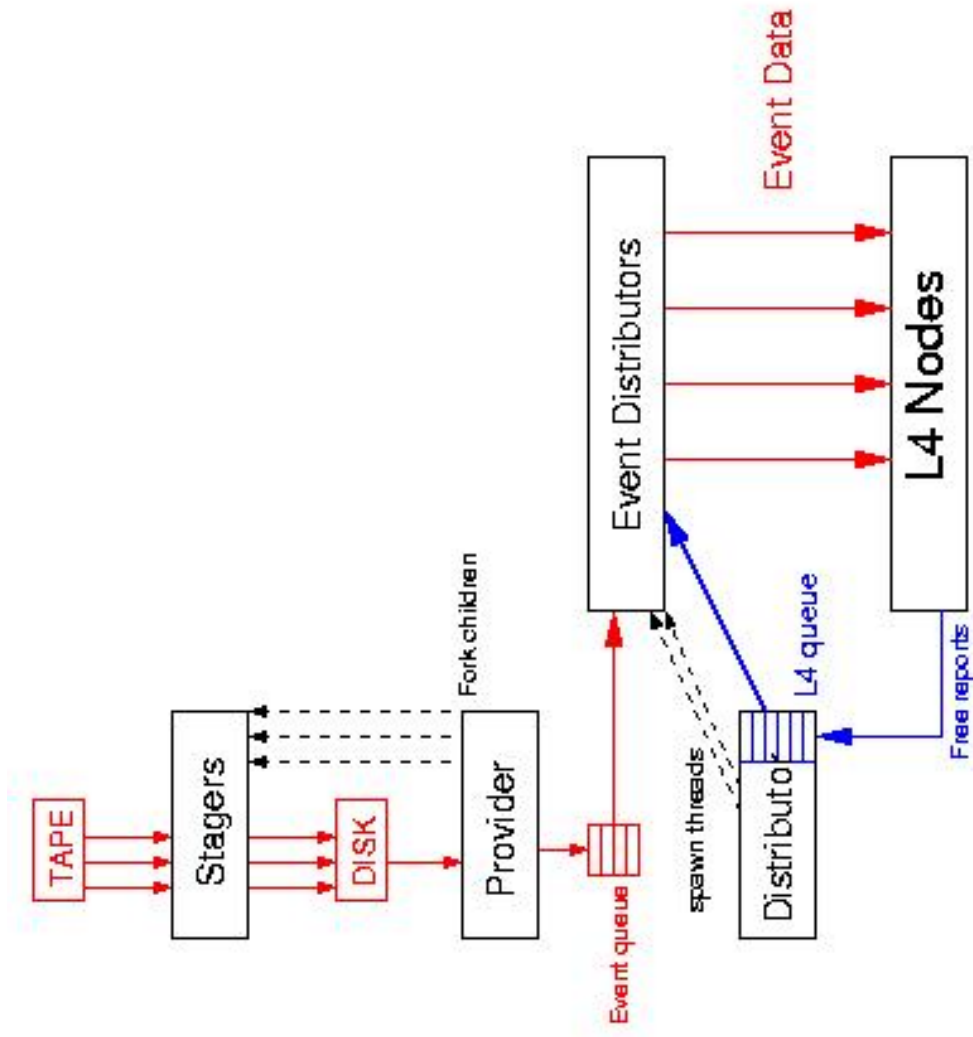 TAPE
Stagers
DISK
Fork children
Provider
Event queue
Event Distributors
spawn threads
Distributor
L4 queue
Event Data
L4 Nodes
Free reports